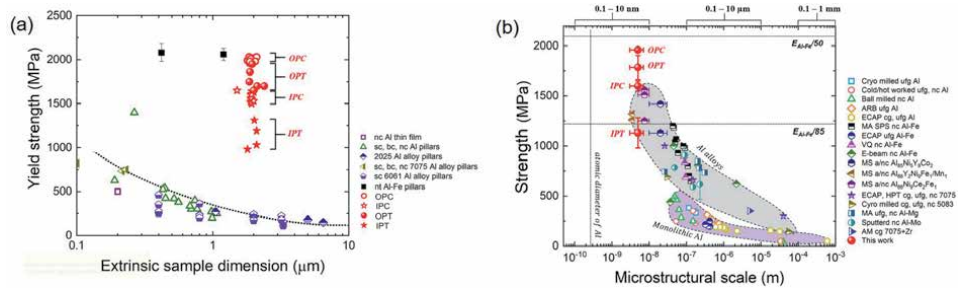 (a)
Yield strength (MPa)
2500
2000
1500
1000
500
0
0.1
1
10
Extrinsic sample dimension (μm)
OPC
OPT
IPC
IPT
nc Al thin film
sc, bc, nc Al pillars
2025 Al alloy pillars
sc, bc, nc 7075 Al alloy pillars
sc 6061 Al alloy pillars
nt Al-Fe pillars
OPC
IPC
OPT
IPT
(b)
0.1 – 10 nm
0.1 – 10 μm
0.1 – 1 mm
Strength (MPa)
2000
1600
1200
800
400
0
10⁻¹⁰
10⁻⁹
10⁻⁸
10⁻⁷
10⁻⁶
10⁻⁵
10⁻⁴
10⁻³
Microstructural scale (m)
E Al-Fe/50
E Al-Fe/85
OPC
OPT
IPC
IPT
atomic diameter of Al
Al alloys
Monolithic Al
Cryo milled ufg Al
Cold/hot worked ufg, nc Al
Ball milled nc Al
ARB ufg Al
ECAP cg, ufg Al
MA SPS nc Al-Fe
ECAP ufg Al-Fe
VQ nc Al-Fe
E-beam nc Al-Fe
ECAP, HPT cg, ufg, nc 7075
Cyro milled cg, ufg, nc 5083
MA ufg, nc Al-Mg
Sputterd nc Al-Mo
AM cg 7075+Zr
This work